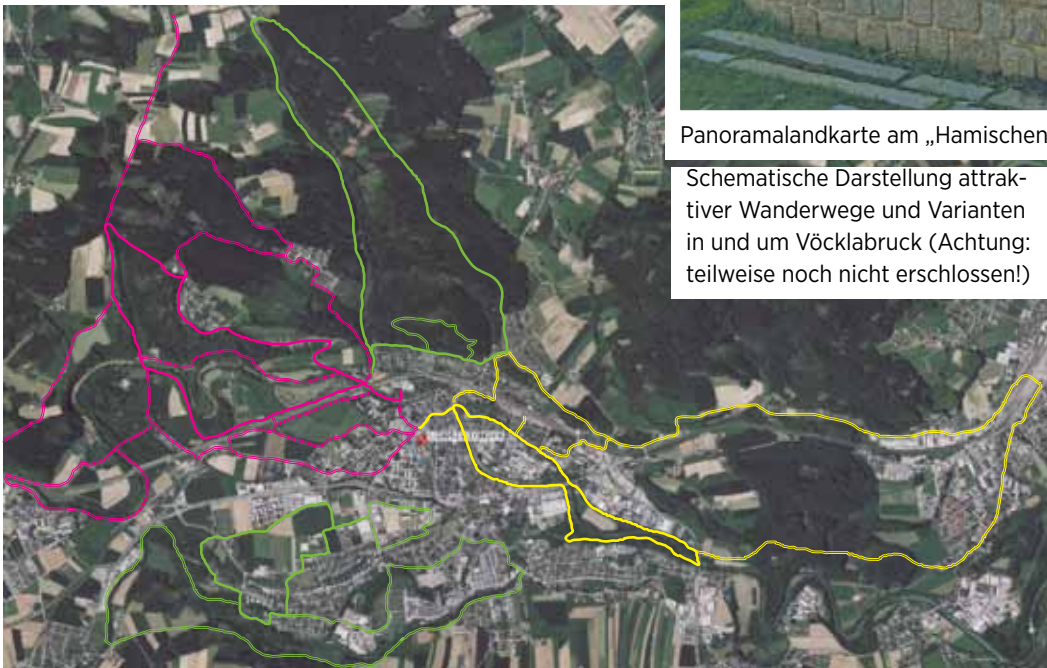 Panoramalandkarte am „Hamischen
Schematische Darstellung attrak-
tiver Wanderwege und Varianten
in und um Vöcklabruck (Achtung:
teilweise noch nicht erschlossen!)